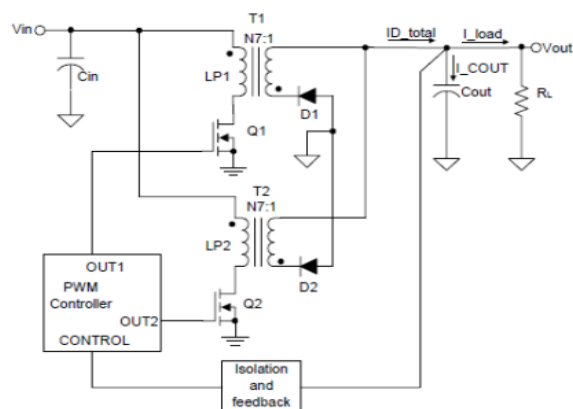 T1
Vin
N7:1
ID_total
I_load
Vout
Cin
LP1
I_COUT
Cout
RL
D1
Q1
T2
N7:1
LP2
OUT1
PWM
Controller
OUT2
CONTROL
D2
Q2
Isolation
and
feedback